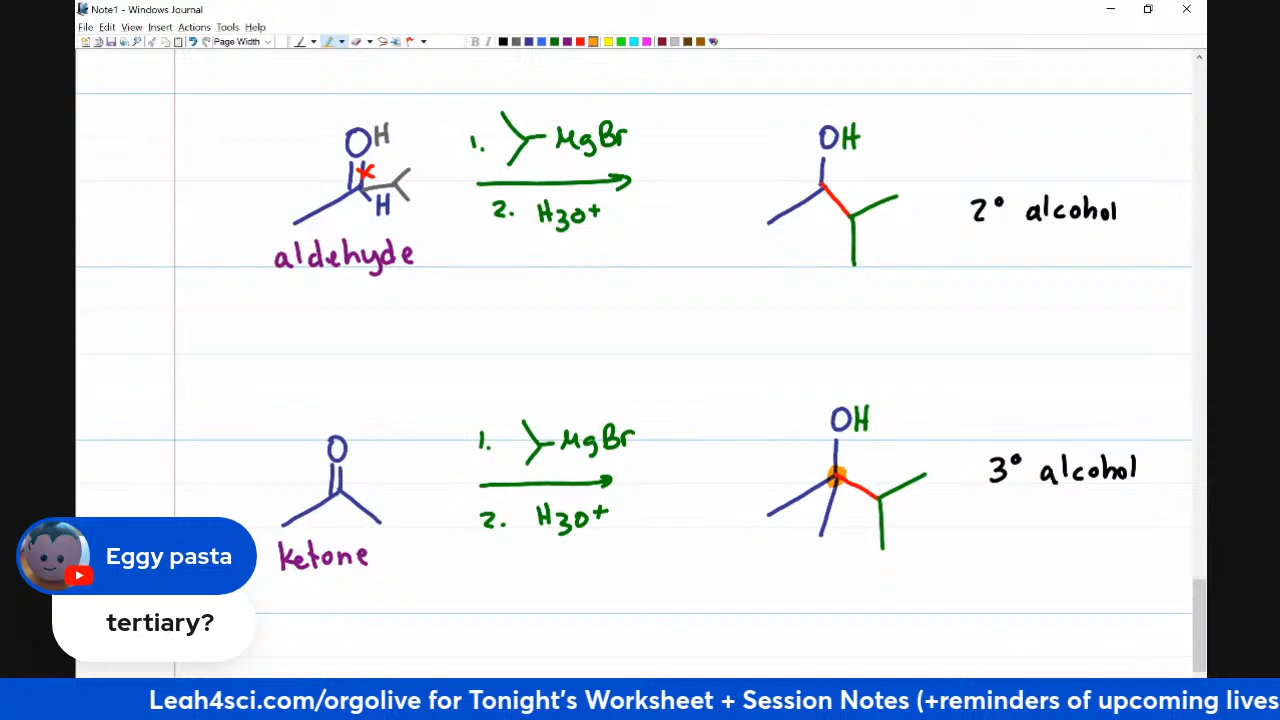 Note1 - Windows Journal
File Edit View Insert Actions Tools Help
Page Width
B I
OH
1. MgBr
OH
H
2. H3O+
2° alcohol
aldehyde
OH
O
1. MgBr
3° alcohol
2. H3O+
Eggy pasta
ketone
tertiary?
Leah4sci.com/orgolive for Tonight's Worksheet + Session Notes (+reminders of upcoming lives